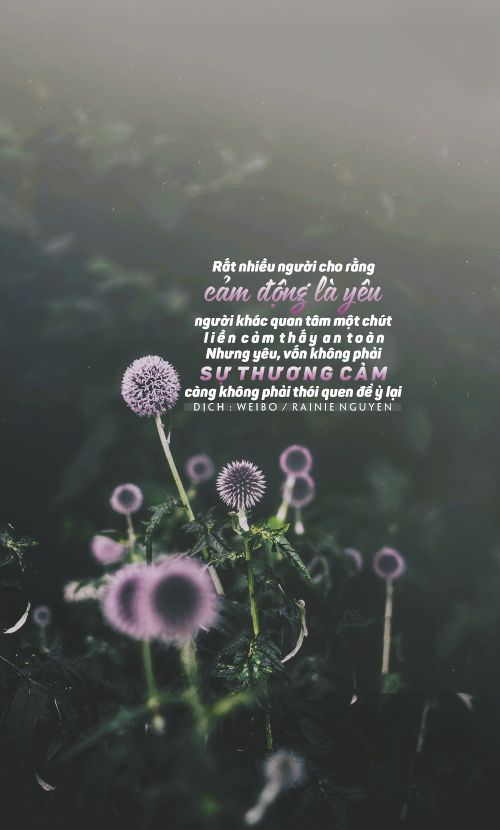 Rất nhiều người cho rằng
cảm động là yêu
người khác quan tâm một chút
liền cảm thấy an toàn
Nhưng yêu, vốn không phải
SỰ THƯƠNG CẢM
càng không phải thói quen để ỷ lại
DỊCH : WEIBO / RAINIE NGUYEN